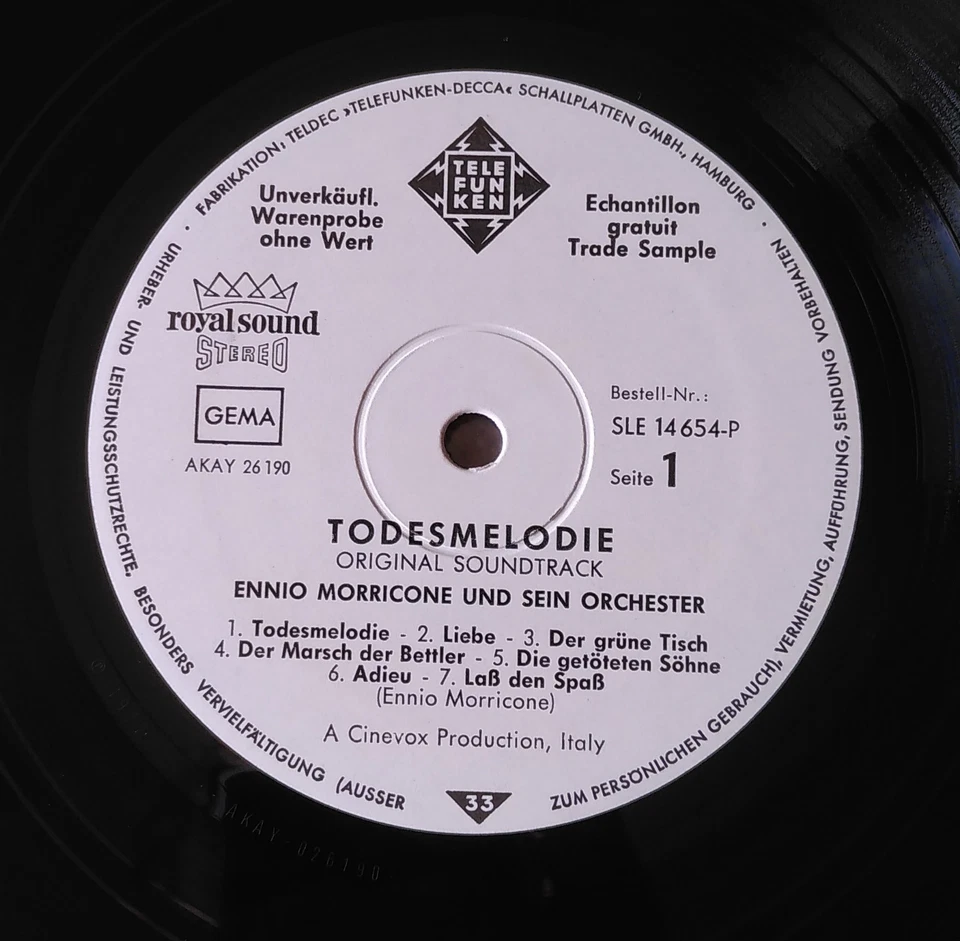 FABRIKATION, TELDEC »TELEFUNKEN-DECCA« SCHALLPLATTEN GMBH., HAMBURG ·
URHEBER- UND LEISTUNGSSCHUTZRECHTE. BESONDERS VERVIELFÄLTIGUNG (AUSSER ZUM PERSÖNLICHEN GEBRAUCH), VERMIETUNG, AUFFÜHRUNG, SENDUNG VORBEHALTEN ·
TELE
FUN
KEN
Unverkäufl.
Warenprobe
ohne Wert
Echantillon
gratuit
Trade Sample
royal sound
STEREO
GEMA
AKAY 26 190
Bestell-Nr.:
SLE 14 654-P
Seite 1
TODESMELODIE
ORIGINAL SOUNDTRACK
ENNIO MORRICONE UND SEIN ORCHESTER
1. Todesmelodie - 2. Liebe - 3. Der grüne Tisch
4. Der Marsch der Bettler - 5. Die getöteten Söhne
6. Adieu - 7. Laß den Spaß
(Ennio Morricone)
A Cinevox Production, Italy
33
AKAY-026190